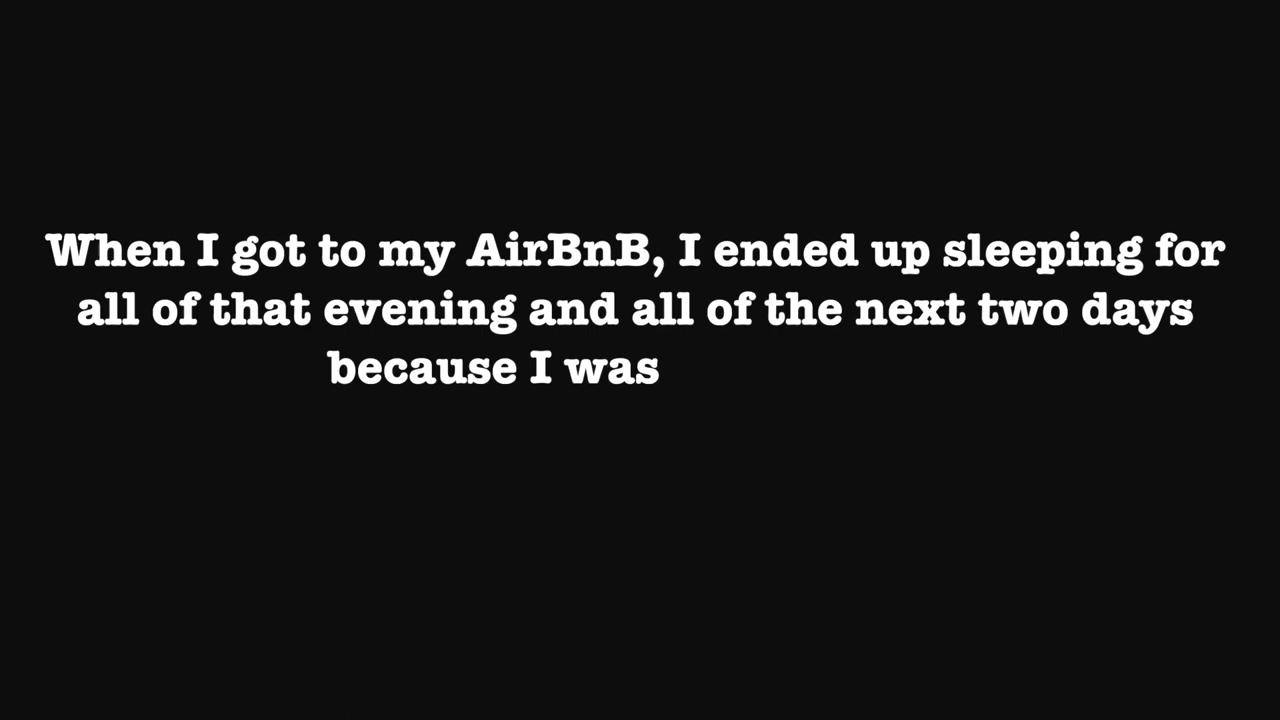 When I got to my AirBnB, I ended up sleeping for
all of that evening and all of the next two days
because I was